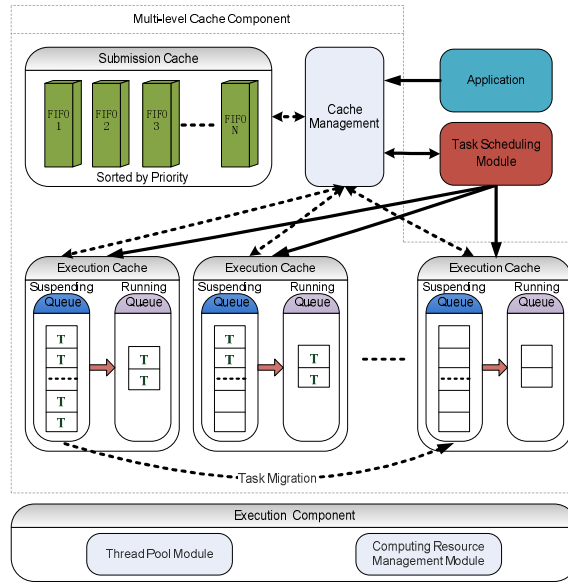 Multi-level Cache Component
Submission Cache
FIFO
1
FIFO
2
FIFO
3
FIFO
N
Sorted by Priority
Cache
Management
Application
Task Scheduling
Module
Execution Cache
Suspending
Queue
Running
Queue
T
T
T
T
T
T
Execution Cache
Suspending
Queue
Running
Queue
T
T
T
T
Execution Cache
Suspending
Queue
Running
Queue
Task Migration
Execution Component
Thread Pool Module
Computing Resource
Management Module